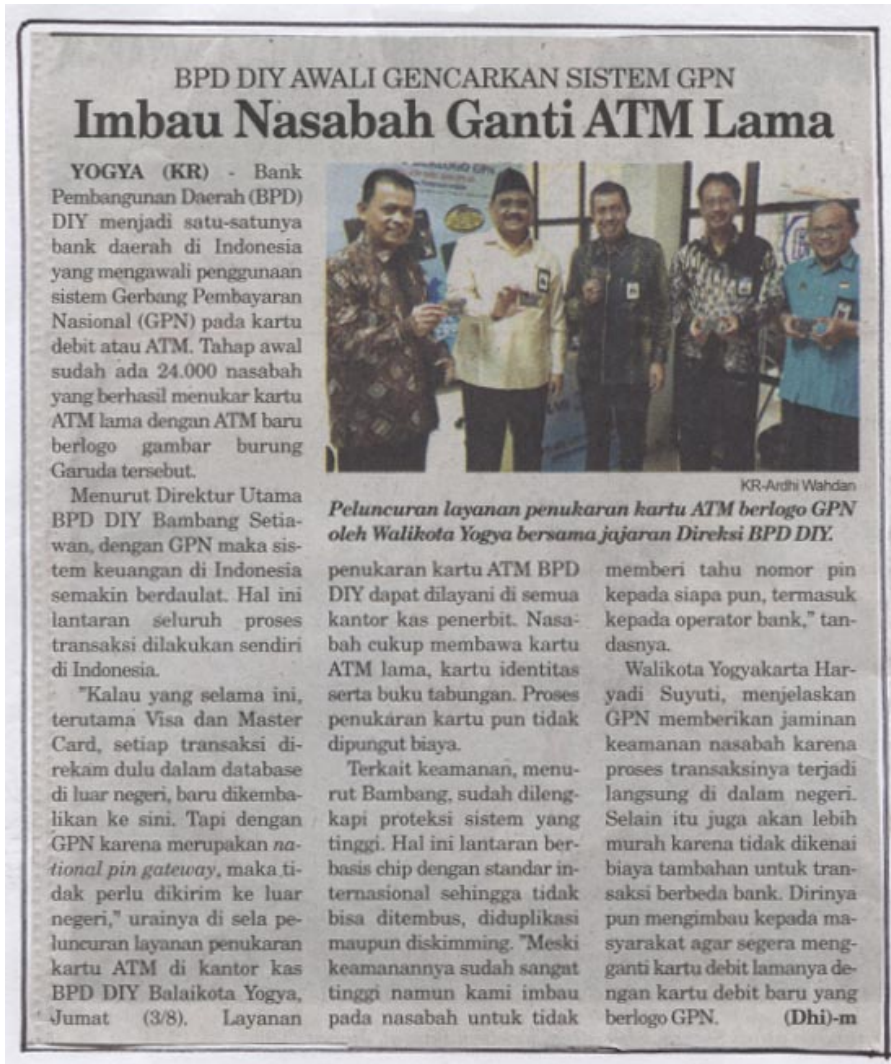 BPD DIY AWALI GENCARKAN SISTEM GPN
Imbau Nasabah Ganti ATM Lama
YOGYA (KR) - Bank
Pembangunan Daerah (BPD)
DIY menjadi satu-satunya
bank daerah di Indonesia
yang mengawali penggunaan
sistem Gerbang Pembayaran
Nasional (GPN) pada kartu
debit atau ATM. Tahap awal
sudah ada 24.000 nasabah
yang berhasil menukar kartu
ATM lama dengan ATM baru
berlogo gambar burung
Garuda tersebut.
Menurut Direktur Utama
BPD DIY Bambang Setia-
wan, dengan GPN maka sis-
tem keuangan di Indonesia
semakin berdaulat. Hal ini
lantaran seluruh proses
transaksi dilakukan sendiri
di Indonesia.
"Kalau yang selama ini,
terutama Visa dan Master
Card, setiap transaksi di-
rekam dulu dalam database
di luar negeri, baru dikemba-
likan ke sini. Tapi dengan
GPN karena merupakan na-
tional pin gateway, maka ti-
dak perlu dikirim ke luar
negeri," urainya di sela pe-
luncuran layanan penukaran
kartu ATM di kantor kas
BPD DIY Balaikota Yogya,
Jumat (3/8). Layanan
BERLOGO GPN
KR-Ardhi Wahdan
Peluncuran layanan penukaran kartu ATM berlogo GPN
oleh Walikota Yogya bersama jajaran Direksi BPD DIY.
penukaran kartu ATM BPD
DIY dapat dilayani di semua
kantor kas penerbit. Nasa-
bah cukup membawa kartu
ATM lama, kartu identitas
serta buku tabungan. Proses
penukaran kartu pun tidak
dipungut biaya.
Terkait keamanan, menu-
rut Bambang, sudah dileng-
kapi proteksi sistem yang
tinggi. Hal ini lantaran ber-
basis chip dengan standar in-
ternasional sehingga tidak
bisa ditembus, diduplikasi
maupun diskimming. "Meski
keamanannya sudah sangat
tinggi namun kami imbau
pada nasabah untuk tidak
memberi tahu nomor pin
kepada siapa pun, termasuk
kepada operator bank," tan-
dasnya.
Walikota Yogyakarta Har-
yadi Suyuti, menjelaskan
GPN memberikan jaminan
keamanan nasabah karena
proses transaksinya terjadi
langsung di dalam negeri.
Selain itu juga akan lebih
murah karena tidak dikenai
biaya tambahan untuk tran-
saksi berbeda bank. Dirinya
pun mengimbau kepada ma-
syarakat agar segera meng-
ganti kartu debit lamanya de-
ngan kartu debit baru yang
berlogo GPN. (Dhi)-m